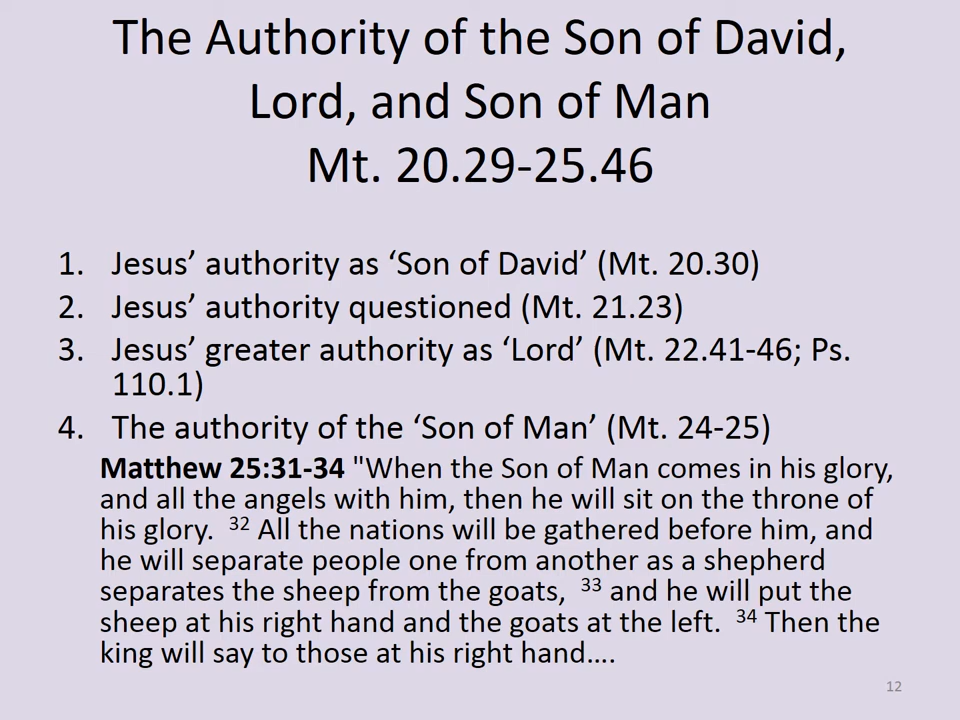 The Authority of the Son of David,
Lord, and Son of Man
Mt. 20.29-25.46
1. Jesus’ authority as ‘Son of David’ (Mt. 20.30)
2. Jesus’ authority questioned (Mt. 21.23)
3. Jesus’ greater authority as ‘Lord’ (Mt. 22.41-46; Ps.
110.1)
4. The authority of the ‘Son of Man’ (Mt. 24-25)
Matthew 25:31-34 "When the Son of Man comes in his glory,
and all the angels with him, then he will sit on the throne of
his glory. 32 All the nations will be gathered before him, and
he will separate people one from another as a shepherd
separates the sheep from the goats, 33 and he will put the
sheep at his right hand and the goats at the left. 34 Then the
king will say to those at his right hand….
12